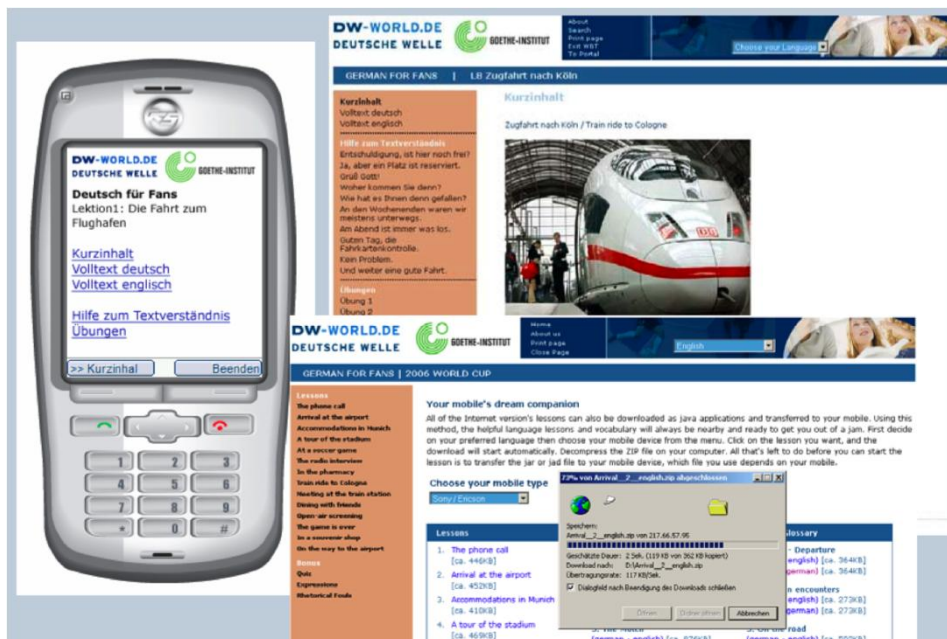 DW-WORLD.DE
DEUTSCHE WELLE
GOETHE-INSTITUT
Deutsch für Fans
Lektion1: Die Fahrt zum
Flughafen
Kurzinhalt
Volltext deutsch
Volltext englisch
Hilfe zum Textverständnis
Übungen
>> Kurzinhal
Beenden
1 2 3
4 5 6
7 8 9
* 0 #
DW-WORLD.DE
DEUTSCHE WELLE
GOETHE-INSTITUT
About
Search
Print page
Exit WBT
To Portal
Choose your Language
GERMAN FOR FANS | L8 Zugfahrt nach Köln
Kurzinhalt
Volltext deutsch
Volltext englisch
Hilfe zum Textverständnis
Entschuldigung, ist hier noch frei?
Ja, aber ein Platz ist reserviert.
Grüß Gott!
Woher kommen Sie denn?
Wie hat es Ihnen denn gefallen?
An den Wochenenden waren wir
meistens unterwegs.
Am Abend ist immer was los.
Guten Tag, die
Fahrkartenkontrolle.
Kein Problem.
Und weiter eine gute Fahrt.
Übungen
Übung 1
Übung 2
Kurzinhalt
Zugfahrt nach Köln / Train ride to Cologne
DB
DW-WORLD.DE
DEUTSCHE WELLE
GOETHE-INSTITUT
Home
About us
Print page
Close Page
English
GERMAN FOR FANS | 2006 WORLD CUP
Lessons
The phone call
Arrival at the airport
Accommodations in Munich
A tour of the stadium
At a soccer game
The radio interview
In the pharmacy
Train ride to Cologne
Meeting at the train station
Dining with friends
Open-air screening
The game is over
In a souvenir shop
On the way to the airport
Bonus
Quiz
Expressions
Rhetorical Fouls
Your mobile's dream companion
All of the Internet version's lessons can also be downloaded as java applications and transferred to your mobile. Using this
method, the helpful language lessons and vocabulary will always be nearby and ready to get you out of a jam. First decide
on your preferred language then choose your mobile device from the menu. Click on the lesson you want, and the
download will start automatically. Decompress the ZIP file on your computer. All that's left to do before you can start the
lesson is to transfer the jar or jad file to your mobile device, which file you use depends on your mobile.
Choose your mobile type
Sony / Ericson
Lessons
1. The phone call
[ca. 446KB]
2. Arrival at the airport
[ca. 452KB]
3. Accommodations in Munich
[ca. 410KB]
4. A tour of the stadium
[ca. 469KB]
72% von Arrival__2__english.zip abgeschlossen
Speichern:
Arrival__2__english.zip von 217.66.57.95
Geschätzte Dauer: 2 Sek. (119 KB von 362 KB kopiert)
Download nach: D:\Arrival__2__english.zip
Übertragungsrate: 117 KB/Sek.
Dialogfeld nach Beendigung des Downloads schließen
Öffnen
Ordner öffnen
Abbrechen
Glossary
- Departure
english) [ca. 364KB]
german) [ca. 364KB]
n encounters
english) [ca. 273KB]
german) [ca. 273KB]